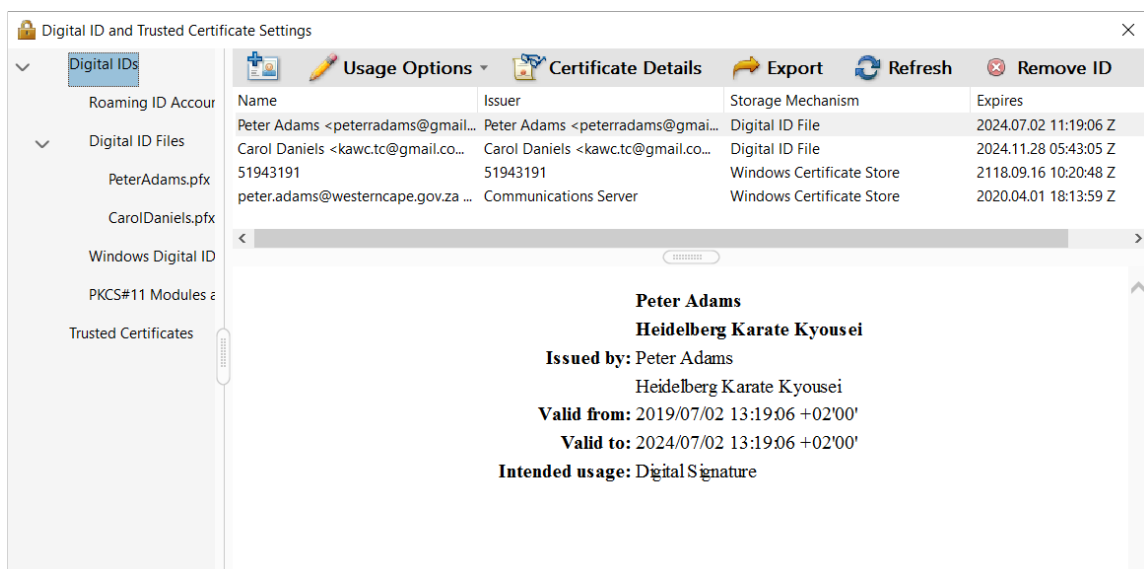 Digital ID and Trusted Certificate Settings
Digital IDs
Roaming ID Accour
Digital ID Files
PeterAdams.pfx
CarolDaniels.pfx
Windows Digital ID
PKCS#11 Modules a
Trusted Certificates
Usage Options Certificate Details Export Refresh Remove ID
Name Issuer Storage Mechanism Expires
Peter Adams <peterradams@gmail... Peter Adams <peterradams@gmai... Digital ID File 2024.07.02 11:19:06 Z
Carol Daniels <kawc.tc@gmail.co... Carol Daniels <kawc.tc@gmail.co... Digital ID File 2024.11.28 05:43:05 Z
51943191 51943191 Windows Certificate Store 2118.09.16 10:20:48 Z
peter.adams@westerncape.gov.za ... Communications Server Windows Certificate Store 2020.04.01 18:13:59 Z
Peter Adams
Heidelberg Karate Kyousei
Issued by: Peter Adams
Heidelberg Karate Kyousei
Valid from: 2019/07/02 13:19:06 +02'00'
Valid to: 2024/07/02 13:19:06 +02'00'
Intended usage: Digital Signature